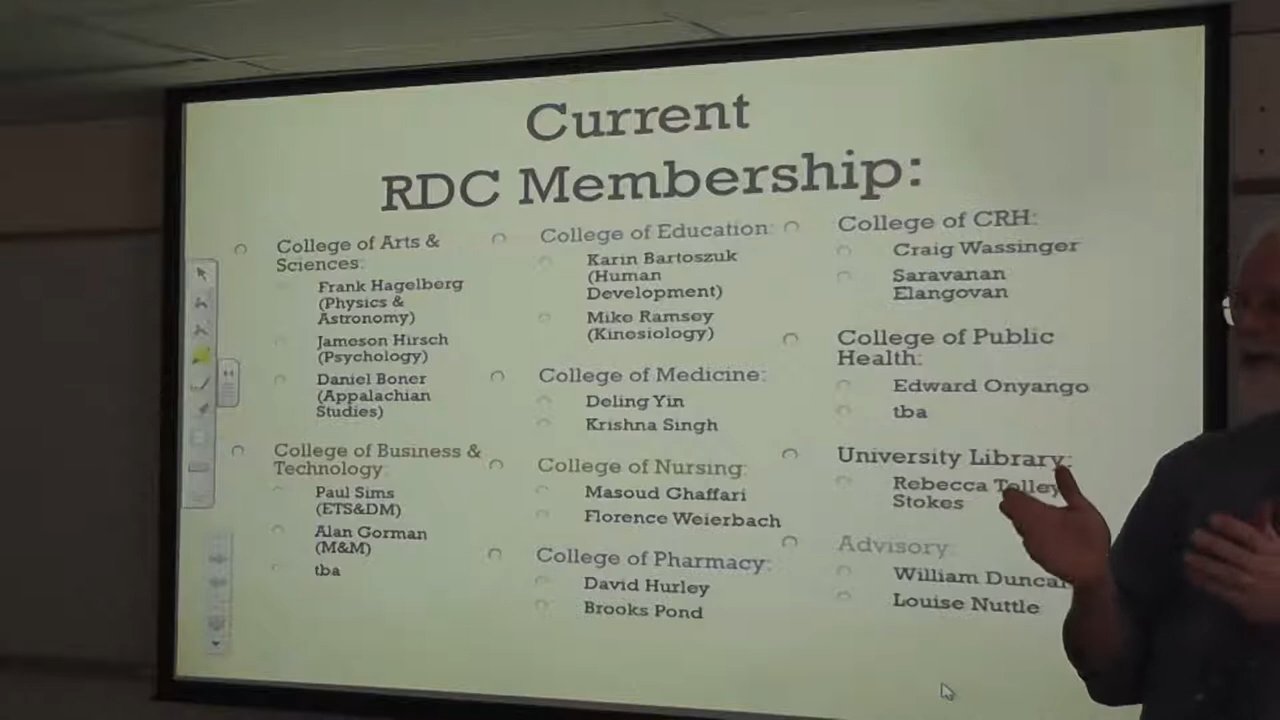 Current
RDC Membership:
College of Arts &
Sciences:
Frank Hagelberg
(Physics &
Astronomy)
Jameson Hirsch
(Psychology)
Daniel Boner
(Appalachian
Studies)
College of Business &
Technology:
Paul Sims
(ETS&DM)
Alan Gorman
(M&M)
tba
College of Education:
Karin Bartoszuk
(Human
Development)
Mike Ramsey
(Kinesiology)
College of Medicine:
Deling Yin
Krishna Singh
College of Nursing:
Masoud Ghaffari
Florence Weierbach
College of Pharmacy:
David Hurley
Brooks Pond
College of CRH:
Craig Wassinger
Saravanan
Elangovan
College of Public
Health:
Edward Onyango
tba
University Library:
Rebecca Tolley
Stokes
Advisory:
William Duncan
Louise Nuttle